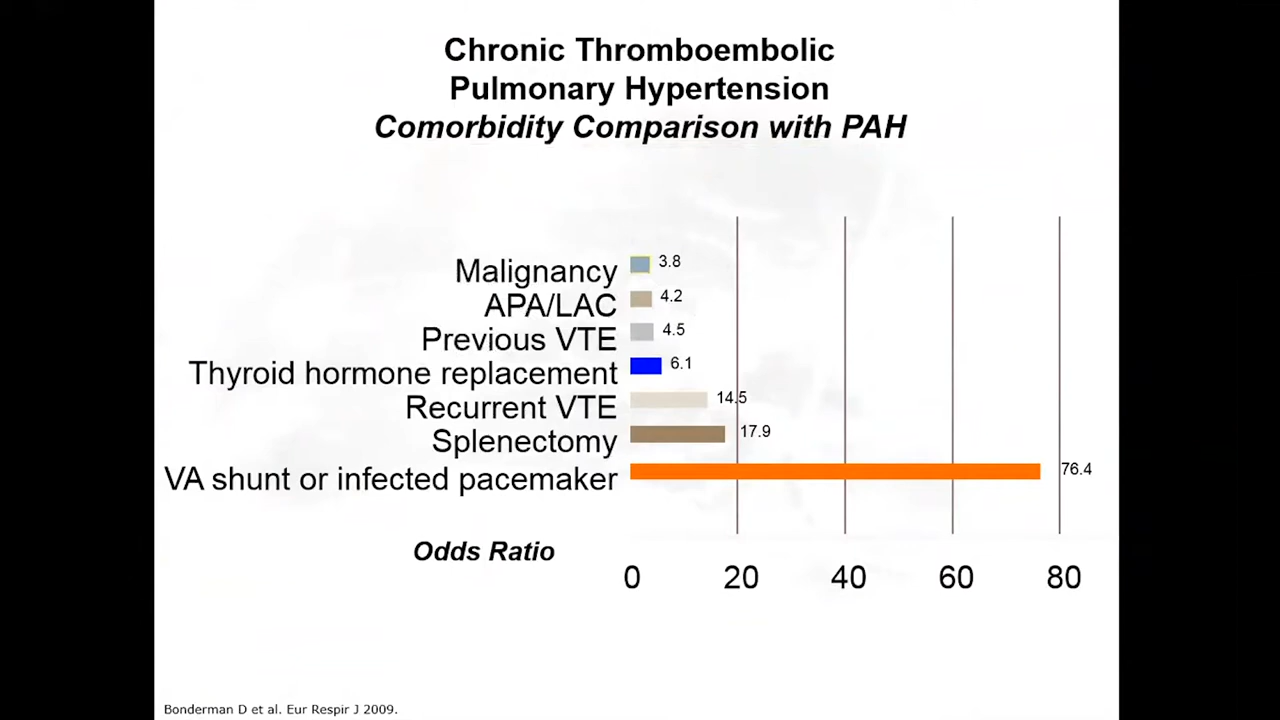 Chronic Thromboembolic
Pulmonary Hypertension
Comorbidity Comparison with PAH
Malignancy 3.8
APA/LAC 4.2
Previous VTE 4.5
Thyroid hormone replacement 6.1
Recurrent VTE 14.5
Splenectomy 17.9
VA shunt or infected pacemaker 76.4
Odds Ratio
0 20 40 60 80
Bonderman D et al. Eur Respir J 2009.